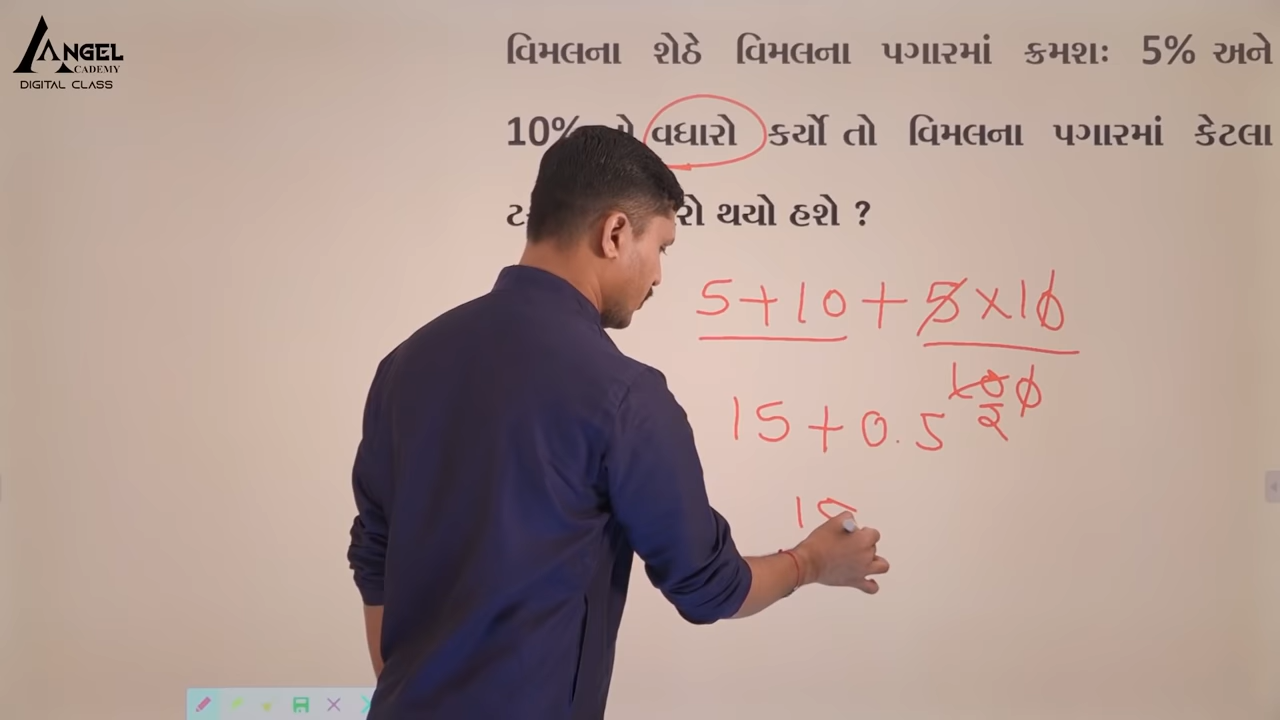 ANGEL
ACADEMY
DIGITAL CLASS
વિમલના શેઠે વિમલના પગારમાં ક્રમશઃ 5% અને
10% વધારો કર્યો તો વિમલના પગારમાં કેટલા
થયો હશે ?
5+10+5×10
100
2
15+0.5